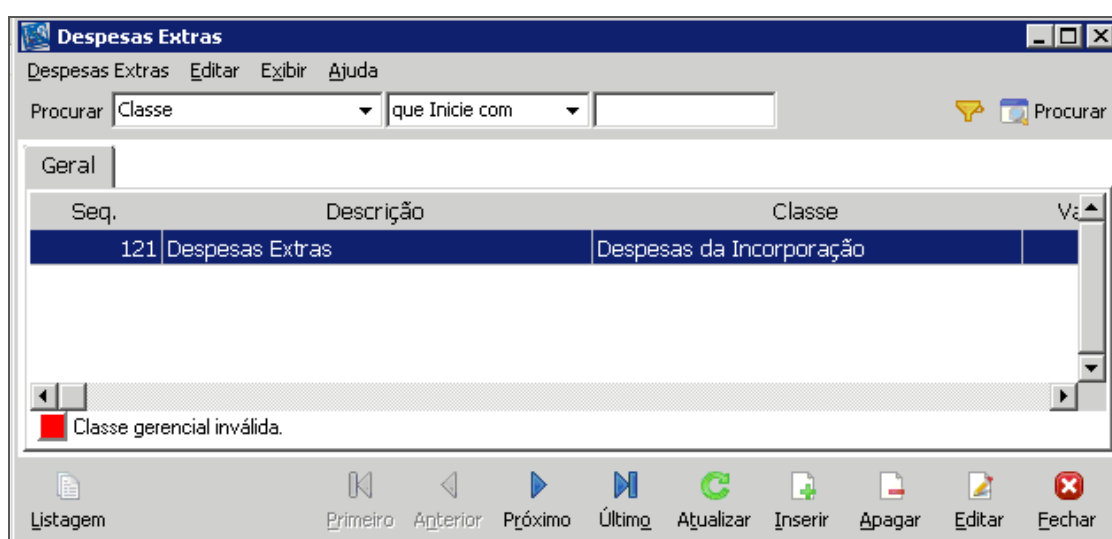 Despesas Extras
Despesas Extras Editar Exibir Ajuda
Procurar Classe que Inicie com Procurar
Geral
Seq. Descrição Classe
121 Despesas Extras Despesas da Incorporação
Classe gerencial inválida.
Listagem Primeiro Anterior Próximo Último Atualizar Inserir Apagar Editar Fechar